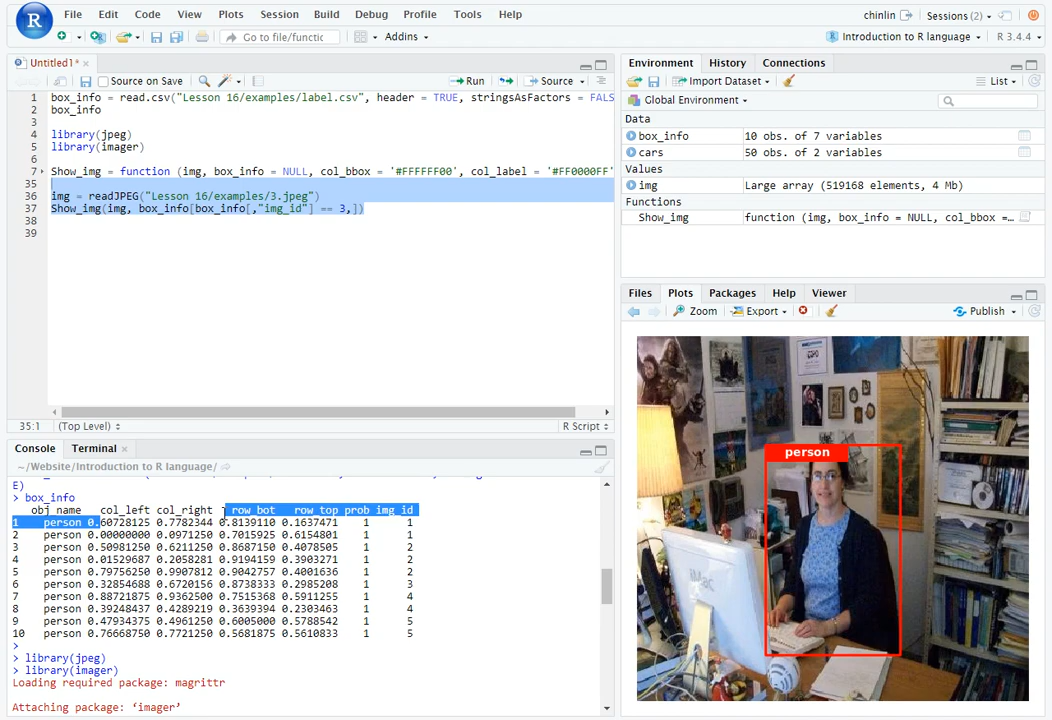 File Edit Code View Plots Session Build Debug Profile Tools Help
chinlin Sessions (2)
R
Go to file/functic Addins
Introduction to R language R 3.4.4
Untitled1*
Source on Save Run Source
1 box_info = read.csv("Lesson 16/examples/label.csv", header = TRUE, stringsAsFactors = FALS
2 box_info
3
4 library(jpeg)
5 library(imager)
6
7 Show_img = function (img, box_info = NULL, col_bbox = '#FFFFFF00', col_label = '#FF0000FF'
35
36 img = readJPEG("Lesson 16/examples/3.jpeg")
37 Show_img(img, box_info[box_info[,"img_id"] == 3,])
38
39
35:1 (Top Level) R Script
Console Terminal
~/Website/Introduction to R language/
E)
> box_info
obj_name col_left col_right row_bot row_top prob img_id
1 person 0.60728125 0.7782344 0.8139110 0.1637471 1 1
2 person 0.00000000 0.0971250 0.7015925 0.6154801 1 1
3 person 0.50981250 0.6211250 0.8687150 0.4078505 1 2
4 person 0.01529687 0.2058281 0.9194159 0.3903271 1 2
5 person 0.79756250 0.9907812 0.9042757 0.4001636 1 2
6 person 0.32854688 0.6720156 0.8738333 0.2985208 1 3
7 person 0.88721875 0.9362500 0.7515368 0.5911255 1 4
8 person 0.39248437 0.4289219 0.3639394 0.2303463 1 4
9 person 0.47934375 0.4961250 0.6005000 0.5788542 1 5
10 person 0.76668750 0.7721250 0.5681875 0.5610833 1 5
>
> library(jpeg)
> library(imager)
Loading required package: magrittr
Attaching package: ‘imager’
Environment History Connections
Import Dataset List
Global Environment
Data
box_info 10 obs. of 7 variables
cars 50 obs. of 2 variables
Values
img Large array (519168 elements, 4 Mb)
Functions
Show_img function (img, box_info = NULL, col_bbox =…
Files Plots Packages Help Viewer
Zoom Export Publish
person
iMac